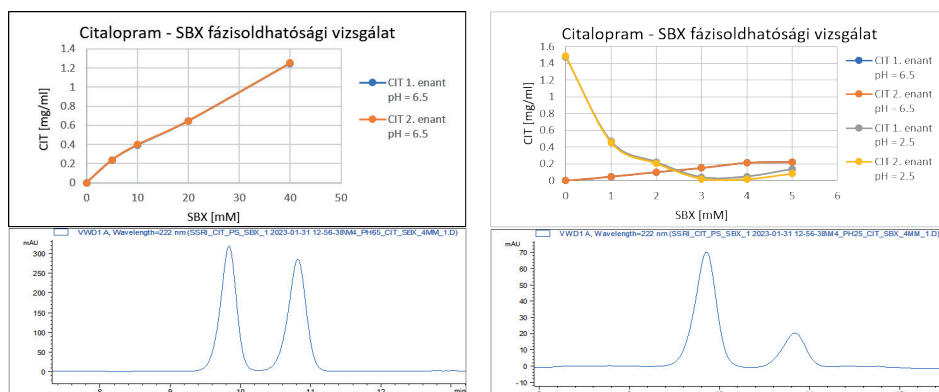 Citalopram - SBX fázisoldhatósági vizsgálat
CIT [mg/ml]
1.4
1.2
1
0.8
0.6
0.4
0.2
0
0
10
20
30
40
50
SBX [mM]
CIT 1. enant
pH = 6.5
CIT 2. enant
pH = 6.5
Citalopram - SBX fázisoldhatósági vizsgálat
CIT [mg/ml]
1.6
1.4
1.2
1
0.8
0.6
0.4
0.2
0
0
1
2
3
4
5
6
SBX [mM]
CIT 1. enant
pH = 6.5
CIT 2. enant
pH = 6.5
CIT 1. enant
pH = 2.5
CIT 2. enant
pH = 2.5
VWD1 A, Wavelength=222 nm (SSRI_CIT_PS_SBX_1 2023-01-31 12-56-38\M4_PH65_CIT_SBX_4MM_1.D)
mAU
300
250
200
150
100
50
0
8
9
10
11
12
VWD1 A, Wavelength=222 nm (SSRI_CIT_PS_SBX_1 2023-01-31 12-56-38\M4_PH25_CIT_SBX_4MM_1.D)
mAU
70
60
50
40
30
20
10
0
-10